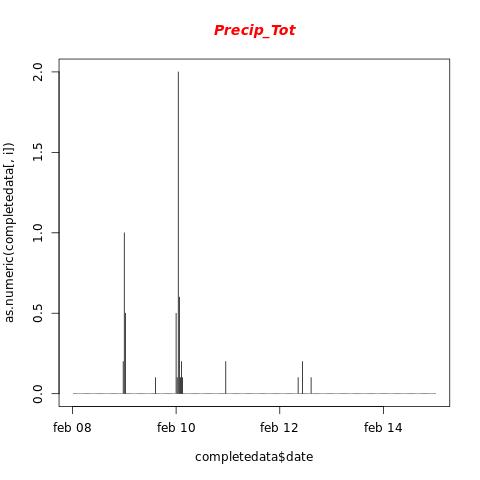 Precip_Tot
as.numeric(completedata[, i])
2.0
1.5
1.0
0.5
0.0
feb 08 feb 10 feb 12 feb 14
completedata$date